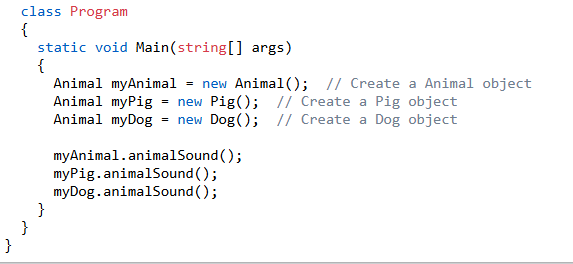 class Program
{
static void Main(string[] args)
{
Animal myAnimal = new Animal();  // Create a Animal object
Animal myPig = new Pig();  // Create a Pig object
Animal myDog = new Dog();  // Create a Dog object
myAnimal.animalSound();
myPig.animalSound();
myDog.animalSound();
}
}
}